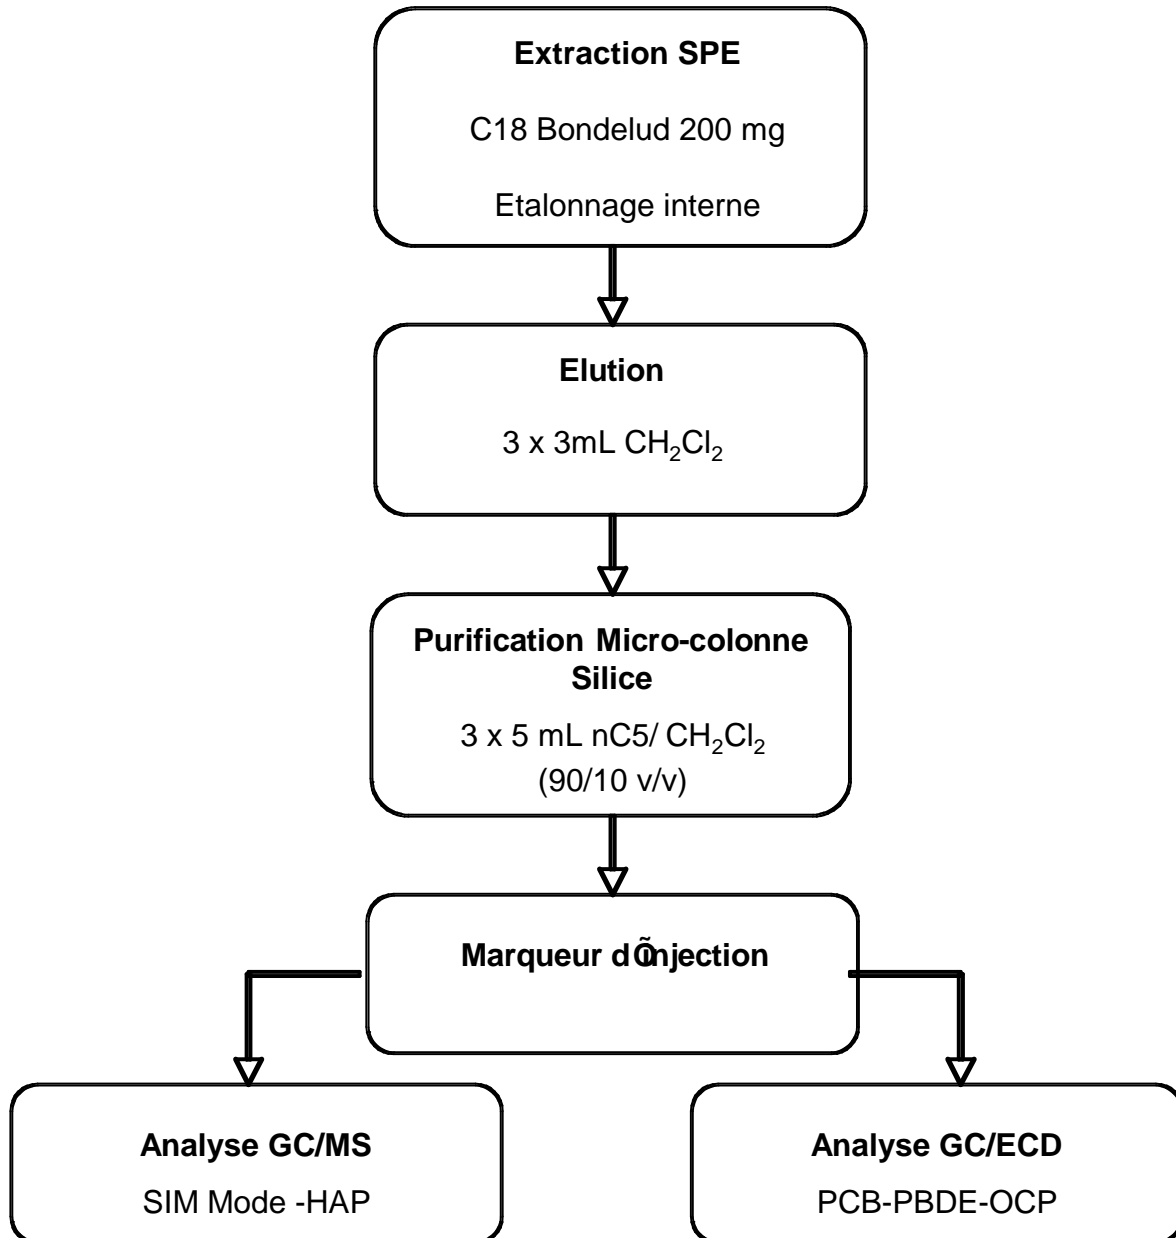 Extraction SPE
C18 Bondelud 200 mg
Etalonnage interne
Elution
3 x 3mL CH₂Cl₂
Purification Micro-colonne
Silice
3 x 5 mL nC5/ CH₂Cl₂
(90/10 v/v)
Marqueur dÕinjection
Analyse GC/MS
SIM Mode -HAP
Analyse GC/ECD
PCB-PBDE-OCP